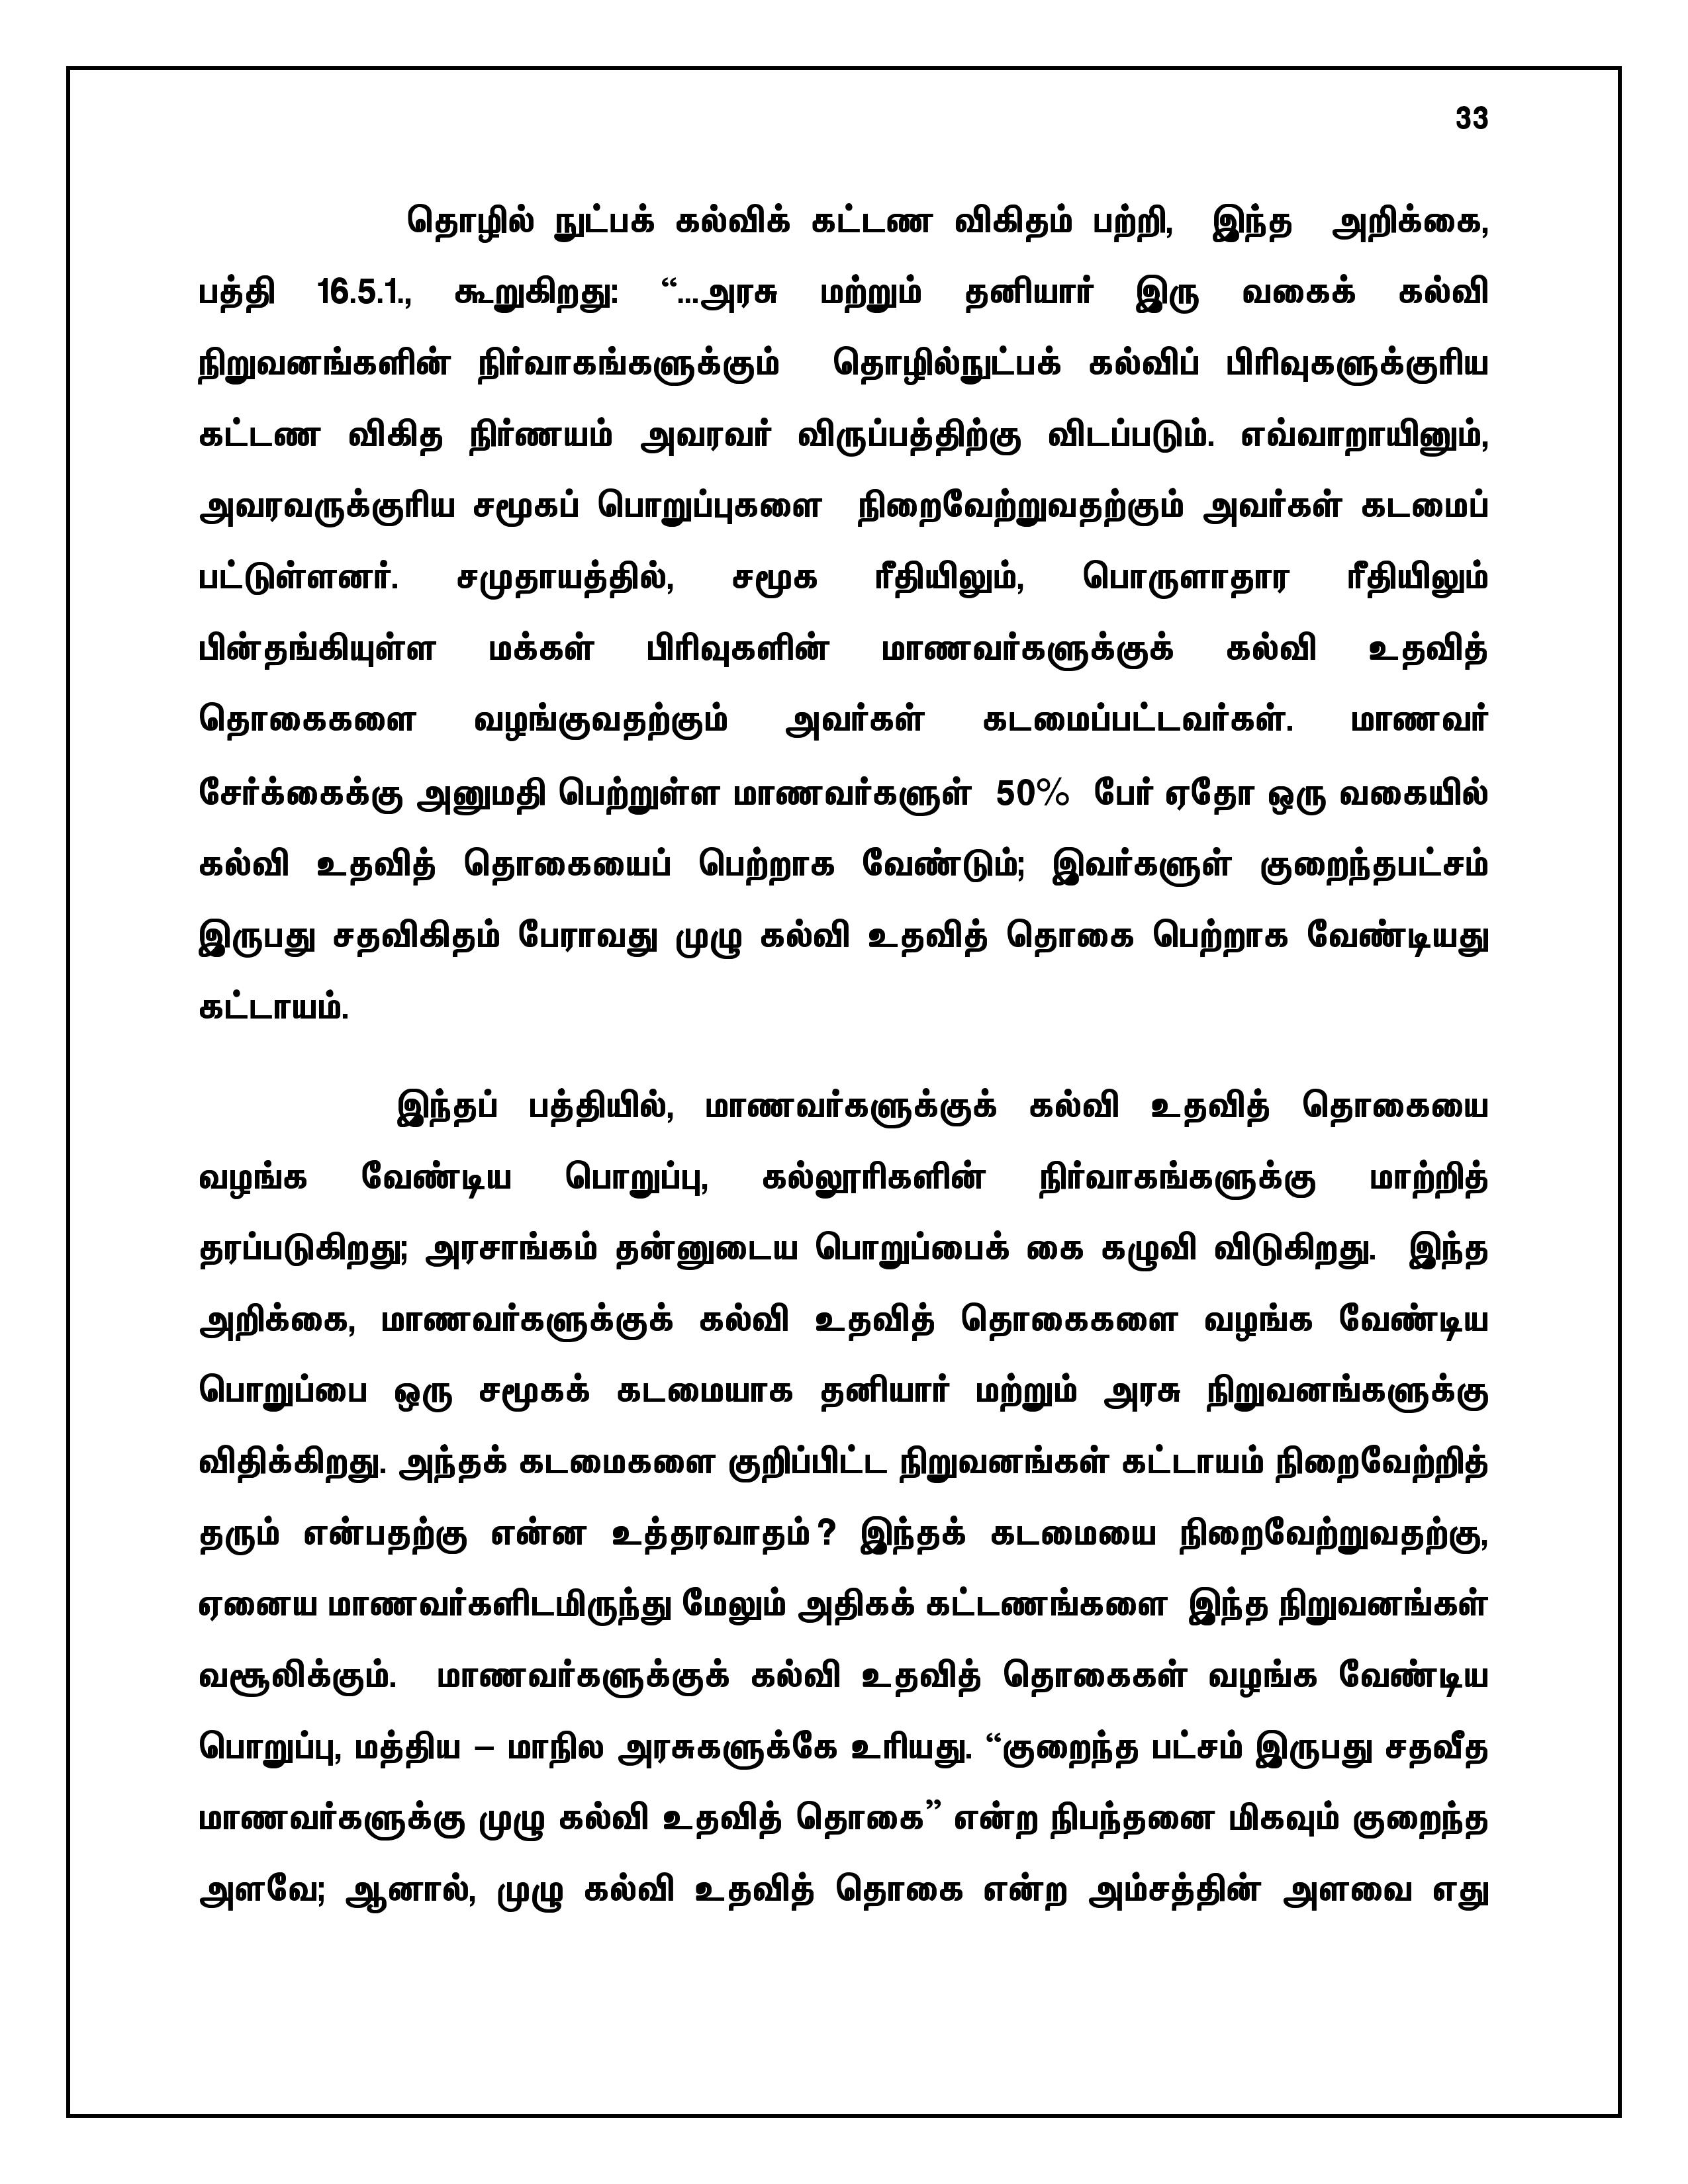 33
தொழில் நுட்பக் கல்விக் கட்டண விகிதம் பற்றி, இந்த அறிக்கை,
பத்தி 16.5.1., கூறுகிறது: “...அரசு மற்றும் தனியார் இரு வகைக் கல்வி
நிறுவனங்களின் நிர்வாகங்களுக்கும் தொழில்நுட்பக் கல்விப் பிரிவுகளுக்குரிய
கட்டண விகித நிர்ணயம் அவரவர் விருப்பத்திற்கு விடப்படும். எவ்வாறாயினும்,
அவரவருக்குரிய சமூகப் பொறுப்புகளை நிறைவேற்றுவதற்கும் அவர்கள் கடமைப்
பட்டுள்ளனர். சமுதாயத்தில், சமூக ரீதியிலும், பொருளாதார ரீதியிலும்
பின்தங்கியுள்ள மக்கள் பிரிவுகளின் மாணவர்களுக்குக் கல்வி உதவித்
தொகைகளை வழங்குவதற்கும் அவர்கள் கடமைப்பட்டவர்கள். மாணவர்
சேர்க்கைக்கு அனுமதி பெற்றுள்ள மாணவர்களுள் 50% பேர் ஏதோ ஒரு வகையில்
கல்வி உதவித் தொகையைப் பெற்றாக வேண்டும்; இவர்களுள் குறைந்தபட்சம்
இருபது சதவிகிதம் பேராவது முழு கல்வி உதவித் தொகை பெற்றாக வேண்டியது
கட்டாயம்.
இந்தப் பத்தியில், மாணவர்களுக்குக் கல்வி உதவித் தொகையை
வழங்க வேண்டிய பொறுப்பு, கல்லூரிகளின் நிர்வாகங்களுக்கு மாற்றித்
தரப்படுகிறது; அரசாங்கம் தன்னுடைய பொறுப்பைக் கை கழுவி விடுகிறது. இந்த
அறிக்கை, மாணவர்களுக்குக் கல்வி உதவித் தொகைகளை வழங்க வேண்டிய
பொறுப்பை ஒரு சமூகக் கடமையாக தனியார் மற்றும் அரசு நிறுவனங்களுக்கு
விதிக்கிறது. அந்தக் கடமைகளை குறிப்பிட்ட நிறுவனங்கள் கட்டாயம் நிறைவேற்றித்
தரும் என்பதற்கு என்ன உத்தரவாதம் ? இந்தக் கடமையை நிறைவேற்றுவதற்கு,
ஏனைய மாணவர்களிடமிருந்து மேலும் அதிகக் கட்டணங்களை இந்த நிறுவனங்கள்
வசூலிக்கும். மாணவர்களுக்குக் கல்வி உதவித் தொகைகள் வழங்க வேண்டிய
பொறுப்பு, மத்திய – மாநில அரசுகளுக்கே உரியது. “குறைந்த பட்சம் இருபது சதவீத
மாணவர்களுக்கு முழு கல்வி உதவித் தொகை” என்ற நிபந்தனை மிகவும் குறைந்த
அளவே; ஆனால், முழு கல்வி உதவித் தொகை என்ற அம்சத்தின் அளவை எது